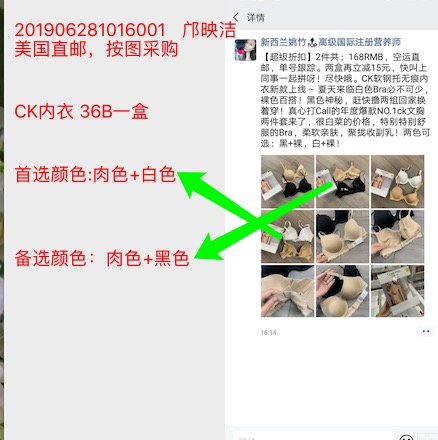 201906281016001 邝映洁
美国直邮，按图采购
CK内衣 36B一盒
首选颜色:肉色+白色
备选颜色：肉色+黑色
详情
新西兰姚竹🎩高级国际注册营养师
【超级折扣】2件共：168RMB，空运直
邮，单号跟踪。两盒再立减15元，快叫上
同事一起拼呀！尽快哦。CK软钢托无痕内
衣新款上线～夏天来临白色Bra必不可少，
裸色百搭！黑色神秘，赶快撸两组回家换
着穿！真心打Call的年度爆款NO.1ck文胸
两件套来了，很白菜的价格，特别特别舒
服的Bra，柔软亲肤，聚拢收副乳！两色可
选：黑+裸，白+裸！
16:14